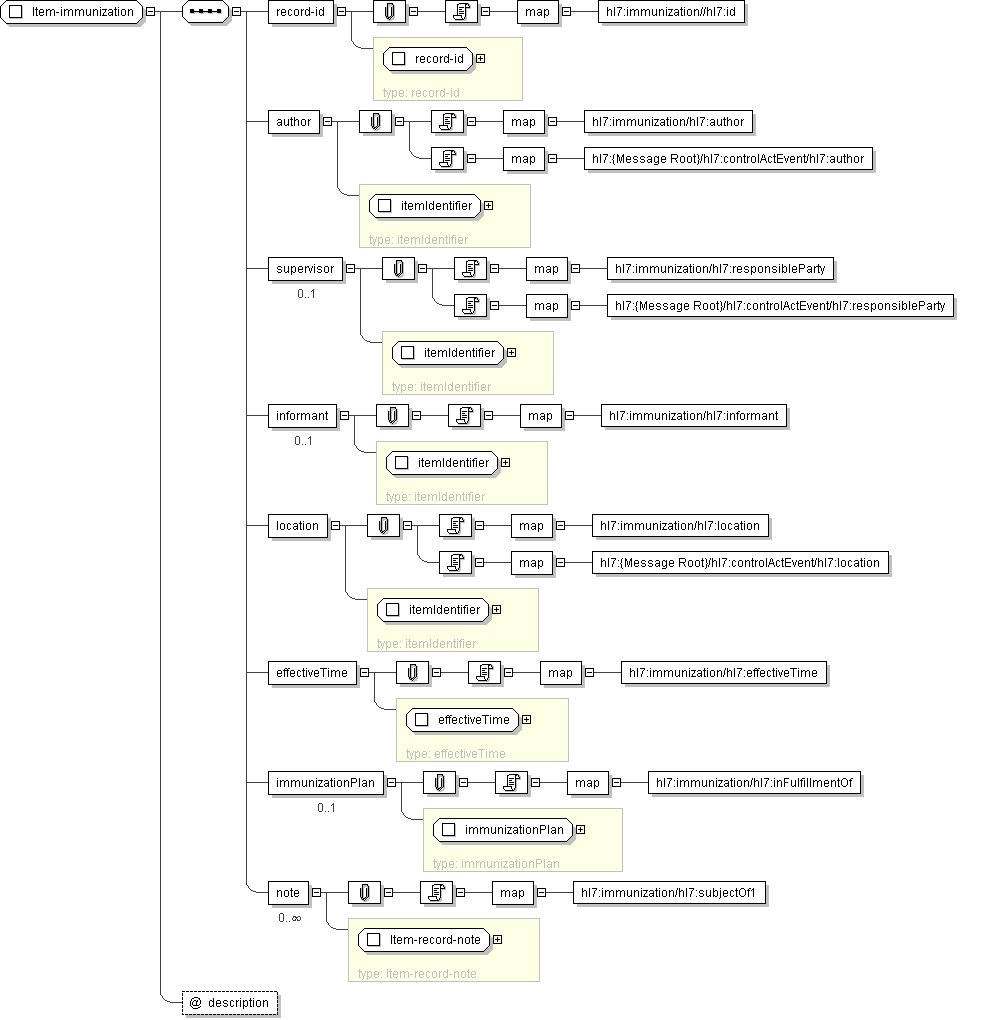 Item-immunization
record-id map hl7:immunization//hl7:id
record-id
type: record-id
author map hl7:immunization/hl7:author
map hl7:{Message Root}/hl7:controlActEvent/hl7:author
itemIdentifier
type: itemIdentifier
supervisor map hl7:immunization/hl7:responsibleParty
0..1
map hl7:{Message Root}/hl7:controlActEvent/hl7:responsibleParty
itemIdentifier
type: itemIdentifier
informant map hl7:immunization/hl7:informant
0..1
itemIdentifier
type: itemIdentifier
location map hl7:immunization/hl7:location
map hl7:{Message Root}/hl7:controlActEvent/hl7:location
itemIdentifier
type: itemIdentifier
effectiveTime map hl7:immunization/hl7:effectiveTime
effectiveTime
type: effectiveTime
immunizationPlan map hl7:immunization/hl7:inFulfillmentOf
0..1
immunizationPlan
type: immunizationPlan
note map hl7:immunization/hl7:subjectOf1
0..∞
Item-record-note
type: Item-record-note
@ description